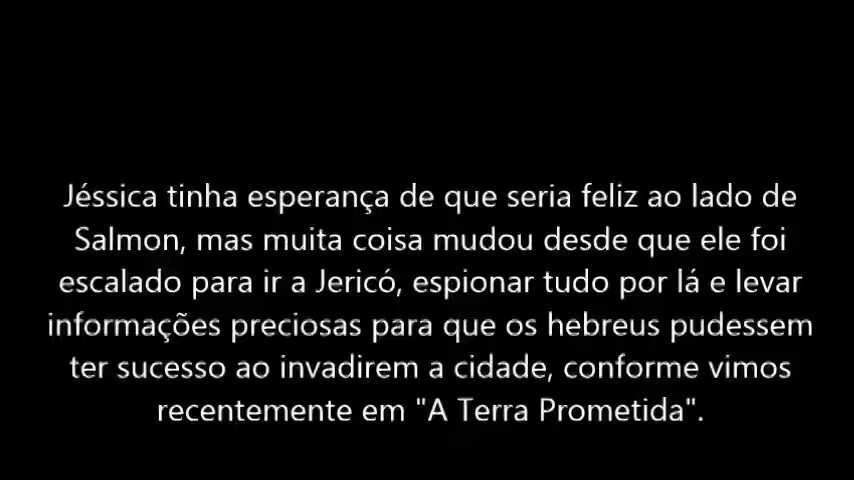 Jéssica tinha esperança de que seria feliz ao lado de
Salmon, mas muita coisa mudou desde que ele foi
escalado para ir a Jericó, espionar tudo por lá e levar
informações preciosas para que os hebreus pudessem
ter sucesso ao invadirem a cidade, conforme vimos
recentemente em "A Terra Prometida".